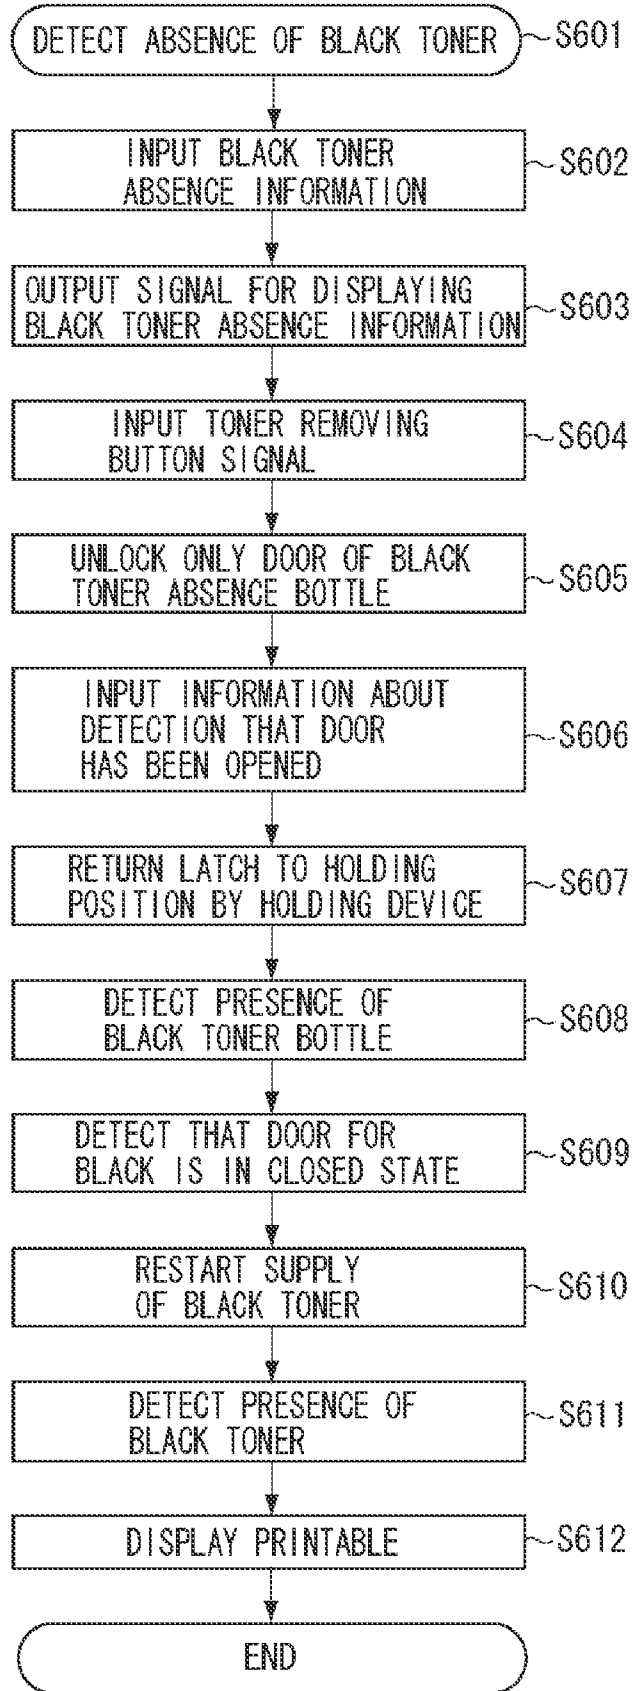 DETECT ABSENCE OF BLACK TONER
S601
INPUT BLACK TONER
ABSENCE INFORMATION
S602
OUTPUT SIGNAL FOR DISPLAYING
BLACK TONER ABSENCE INFORMATION
S603
INPUT TONER REMOVING
BUTTON SIGNAL
S604
UNLOCK ONLY DOOR OF BLACK
TONER ABSENCE BOTTLE
S605
INPUT INFORMATION ABOUT
DETECTION THAT DOOR
HAS BEEN OPENED
S606
RETURN LATCH TO HOLDING
POSITION BY HOLDING DEVICE
S607
DETECT PRESENCE OF
BLACK TONER BOTTLE
S608
DETECT THAT DOOR FOR
BLACK IS IN CLOSED STATE
S609
RESTART SUPPLY
OF BLACK TONER
S610
DETECT PRESENCE OF
BLACK TONER
S611
DISPLAY PRINTABLE
S612
END